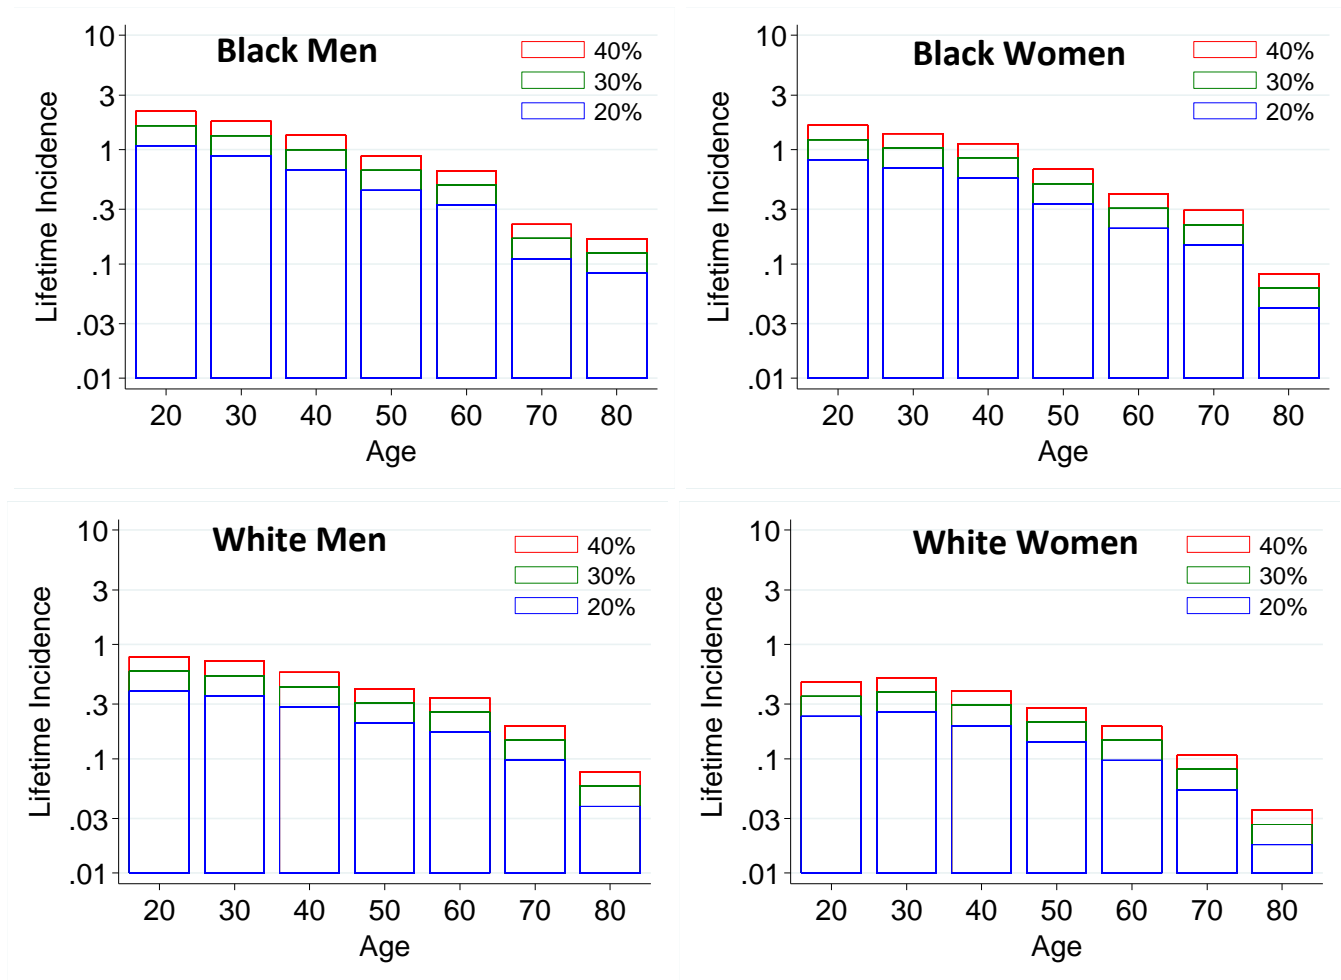 Black Men
40%
30%
20%
Lifetime Incidence
10
3
1
.3
.1
.03
.01
20 30 40 50 60 70 80
Age
Black Women
40%
30%
20%
Lifetime Incidence
10
3
1
.3
.1
.03
.01
20 30 40 50 60 70 80
Age
White Men
40%
30%
20%
Lifetime Incidence
10
3
1
.3
.1
.03
.01
20 30 40 50 60 70 80
Age
White Women
40%
30%
20%
Lifetime Incidence
10
3
1
.3
.1
.03
.01
20 30 40 50 60 70 80
Age